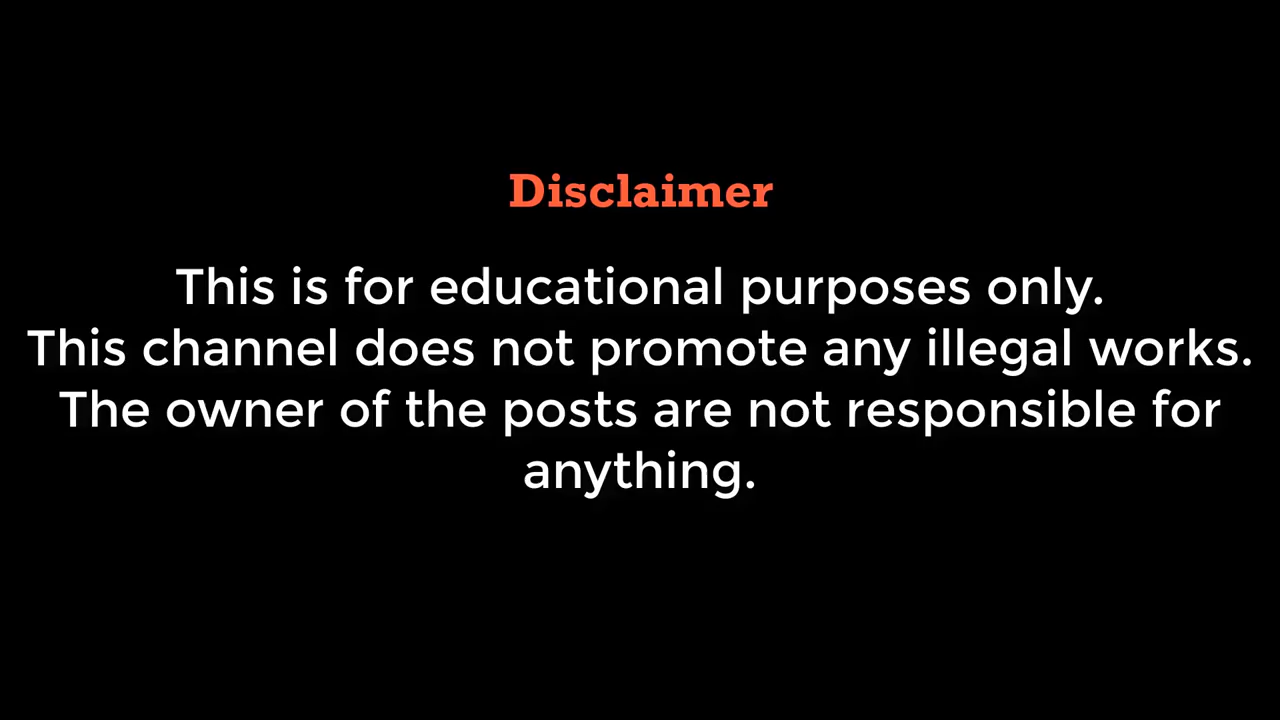 Disclaimer
This is for educational purposes only.
This channel does not promote any illegal works.
The owner of the posts are not responsible for
anything.